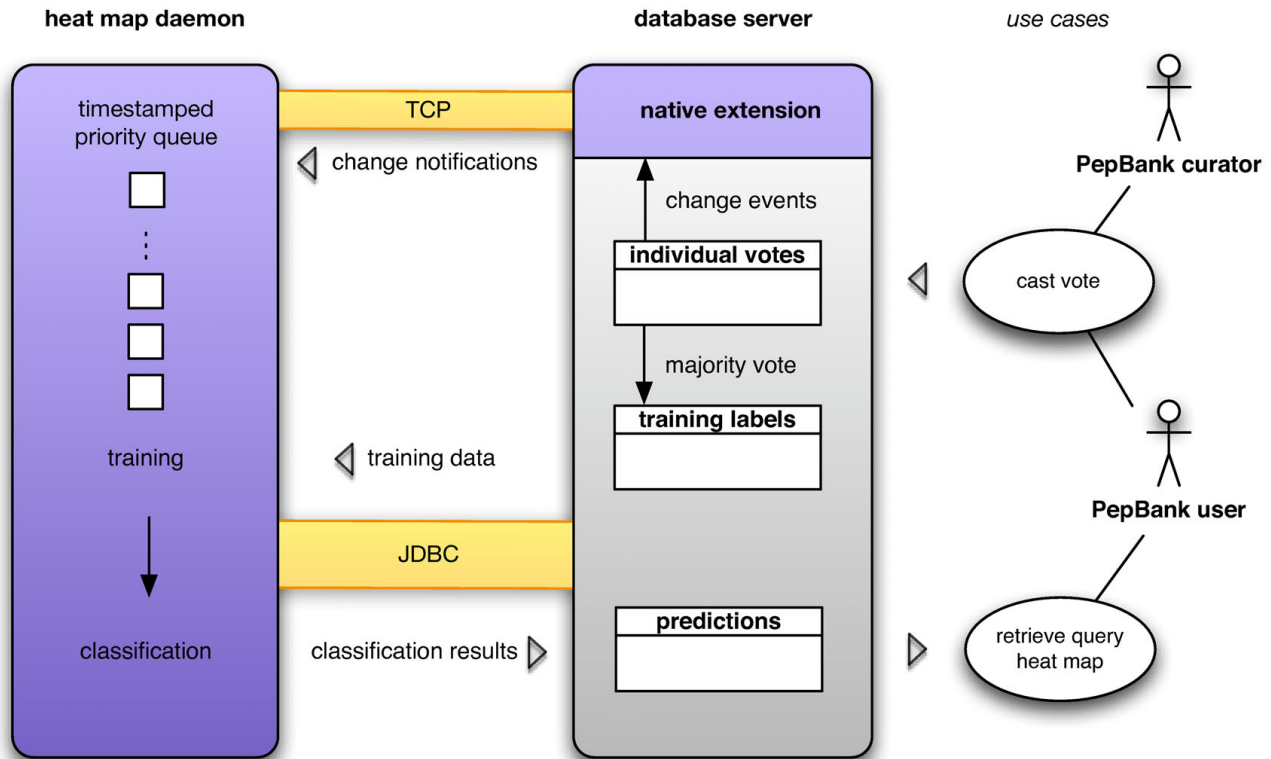 heat map daemon
database server
use cases
timestamped
priority queue
TCP
native extension
change notifications
PepBank curator
change events
individual votes
cast vote
majority vote
training labels
training
training data
PepBank user
JDBC
predictions
classification
classification results
retrieve query
heat map